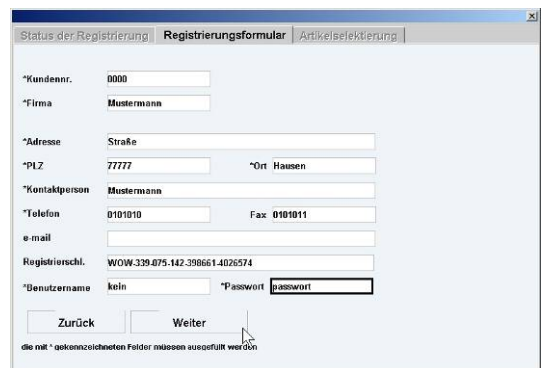 Status der Registrierung Registrierungsformular Artikelselektierung
*Kundennr. 0000
*Firma Mustermann
*Adresse Straße
*PLZ 77777 *Ort Hausen
*Kontaktperson Mustermann
*Telefon 0101010 Fax 0101011
e-mail
Registrierschl. WOW-339-075-142-398661-4026574
*Benutzername kein *Passwort passwort
Zurück Weiter
die mit * gekennzeichneten Felder müssen ausgefüllt werden